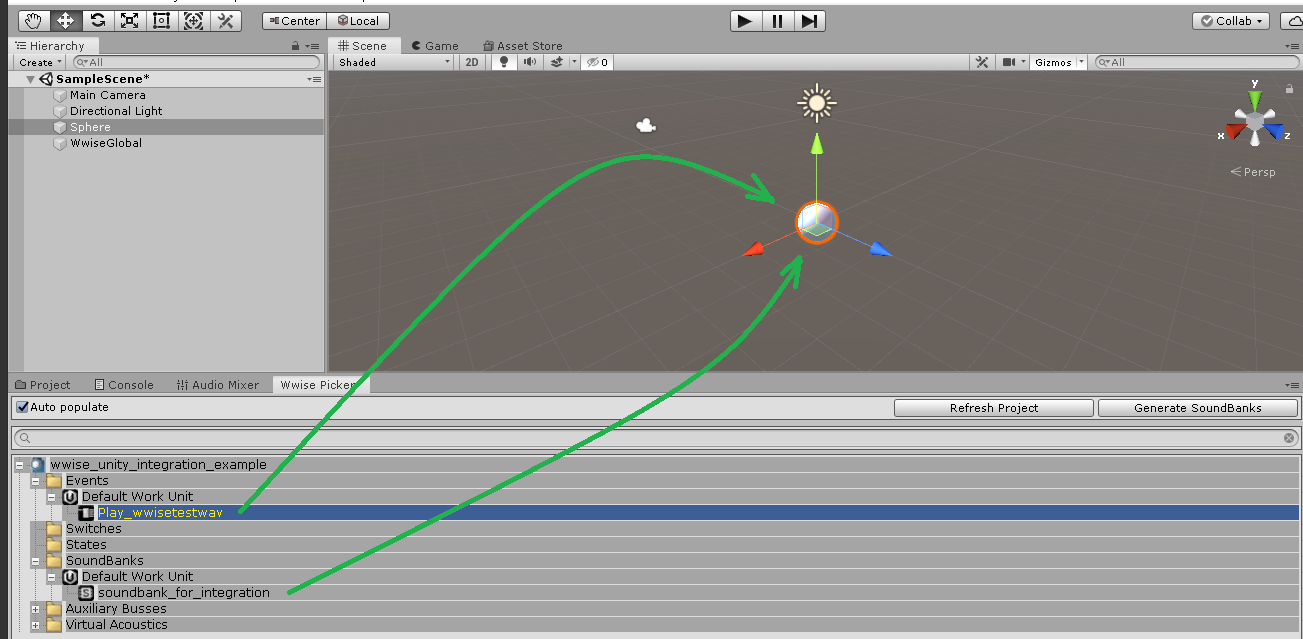 Center Local
Collab
Hierarchy
Create All
SampleScene*
Main Camera
Directional Light
Sphere
WwiseGlobal
Scene Game Asset Store
Shaded 2D 0 Gizmos All
y
x z
Persp
Project Console Audio Mixer Wwise Picker
Auto populate Refresh Project Generate SoundBanks
wwise_unity_integration_example
Events
Default Work Unit
Play_wwisetestwav
Switches
States
SoundBanks
Default Work Unit
soundbank_for_integration
Auxiliary Busses
Virtual Acoustics